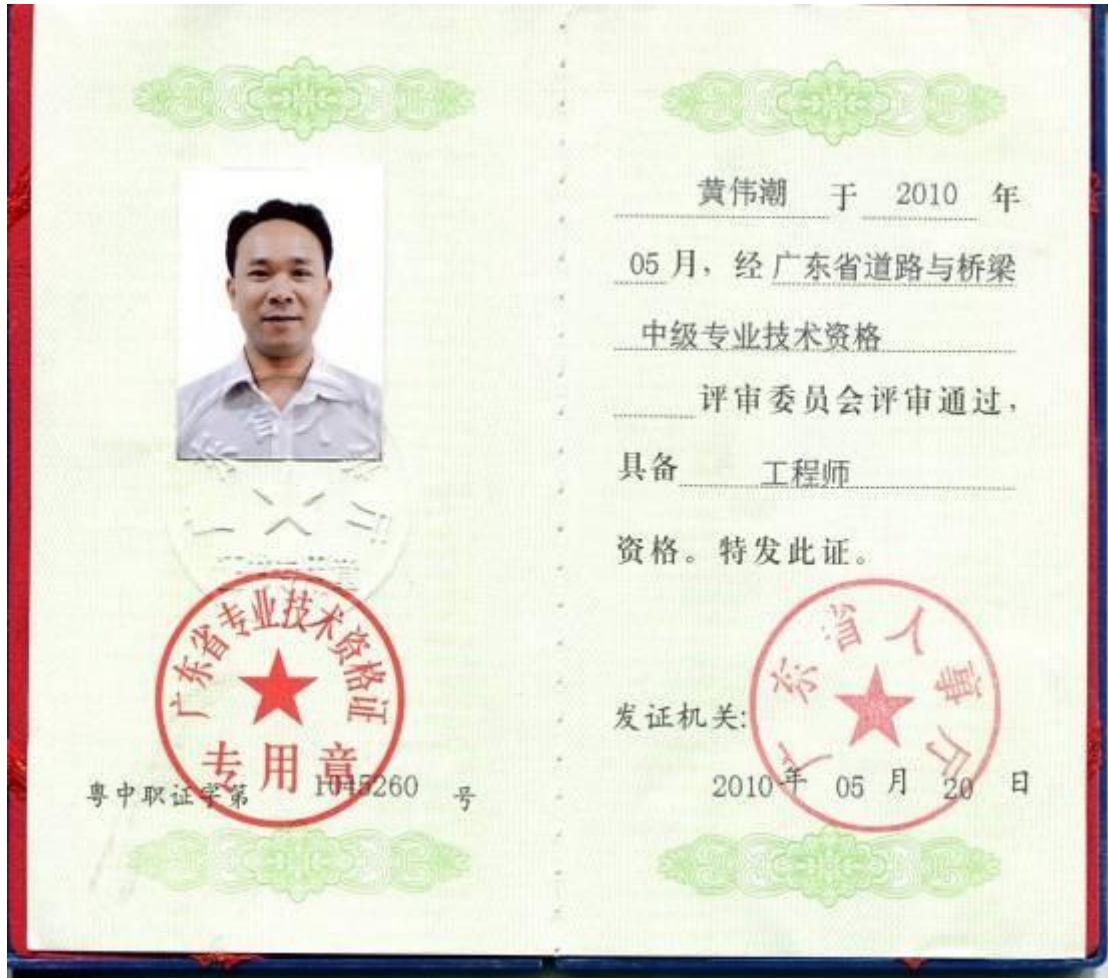 广东省专业技术资格证
专用章
粤中职证字第 1045260 号
黄伟潮 于 2010 年
05 月，经 广东省道路与桥梁
中级专业技术资格
评审委员会评审通过，
具备 工程师
资格。特发此证。
广东省人事厅
发证机关:
2010 年 05 月 20 日